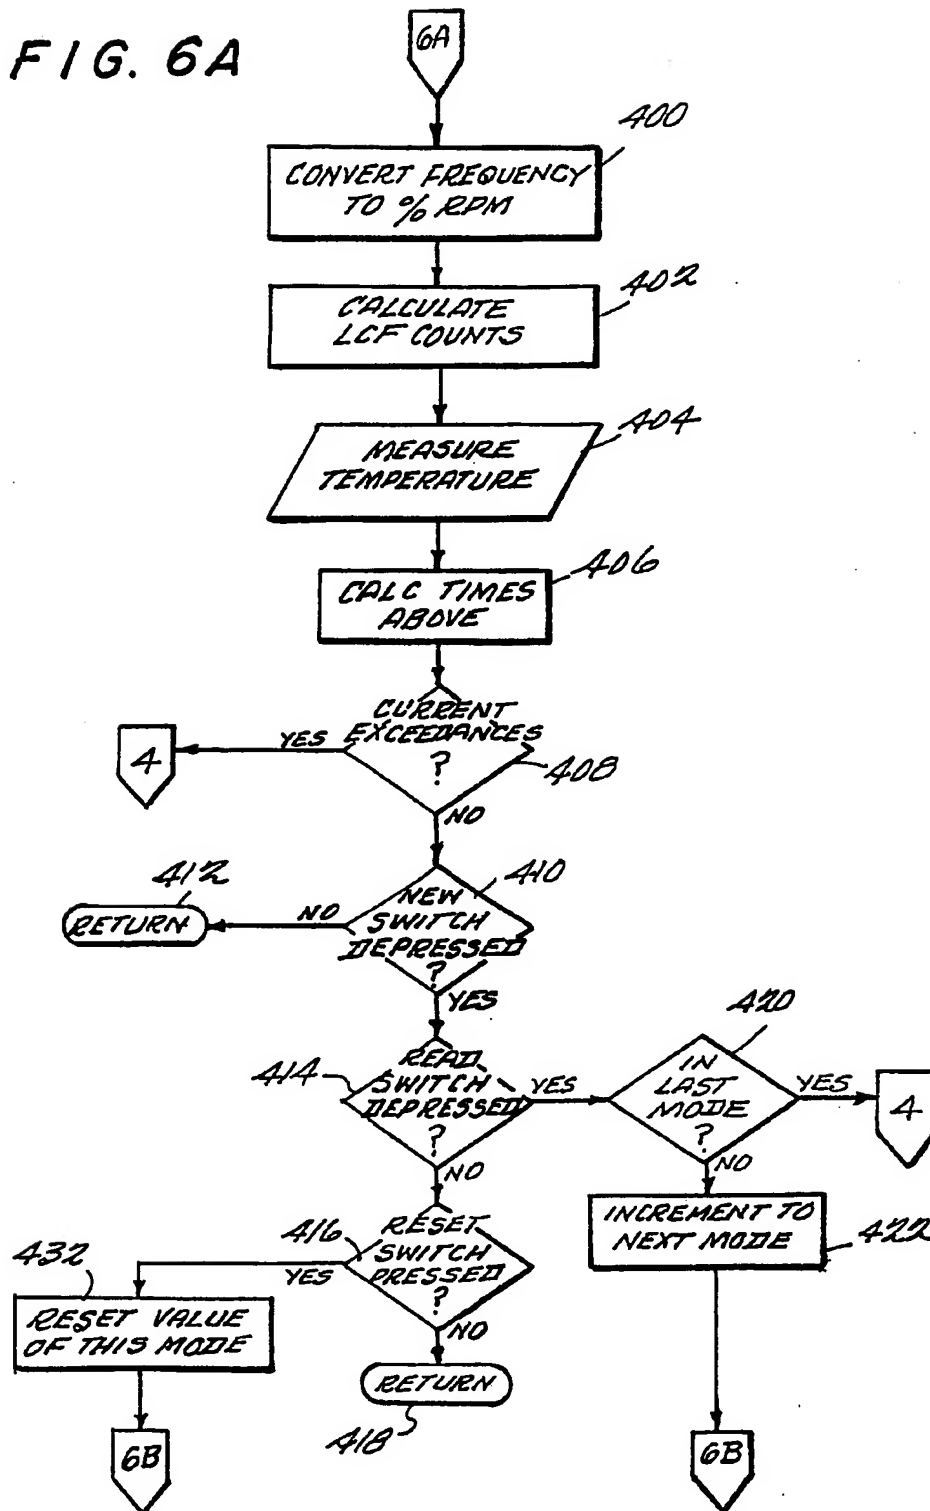 FIG. 6A
6A
400
CONVERT FREQUENCY
TO % RPM
402
CALCULATE
LCF COUNTS
404
MEASURE
TEMPERATURE
406
CALC TIMES
ABOVE
CURRENT
EXCEEDANCES
?
408
YES
4
NO
412
RETURN
NO
410
NEW
SWITCH
DEPRESSED
?
YES
414
READ
SWITCH
DEPRESSED
?
YES
420
IN
LAST
MODE
?
YES
4
NO
NO
INCREMENT TO
NEXT MODE
422
416
RESET
SWITCH
PRESSED
?
YES
432
RESET VALUE
OF THIS MODE
NO
RETURN
418
6B
6B